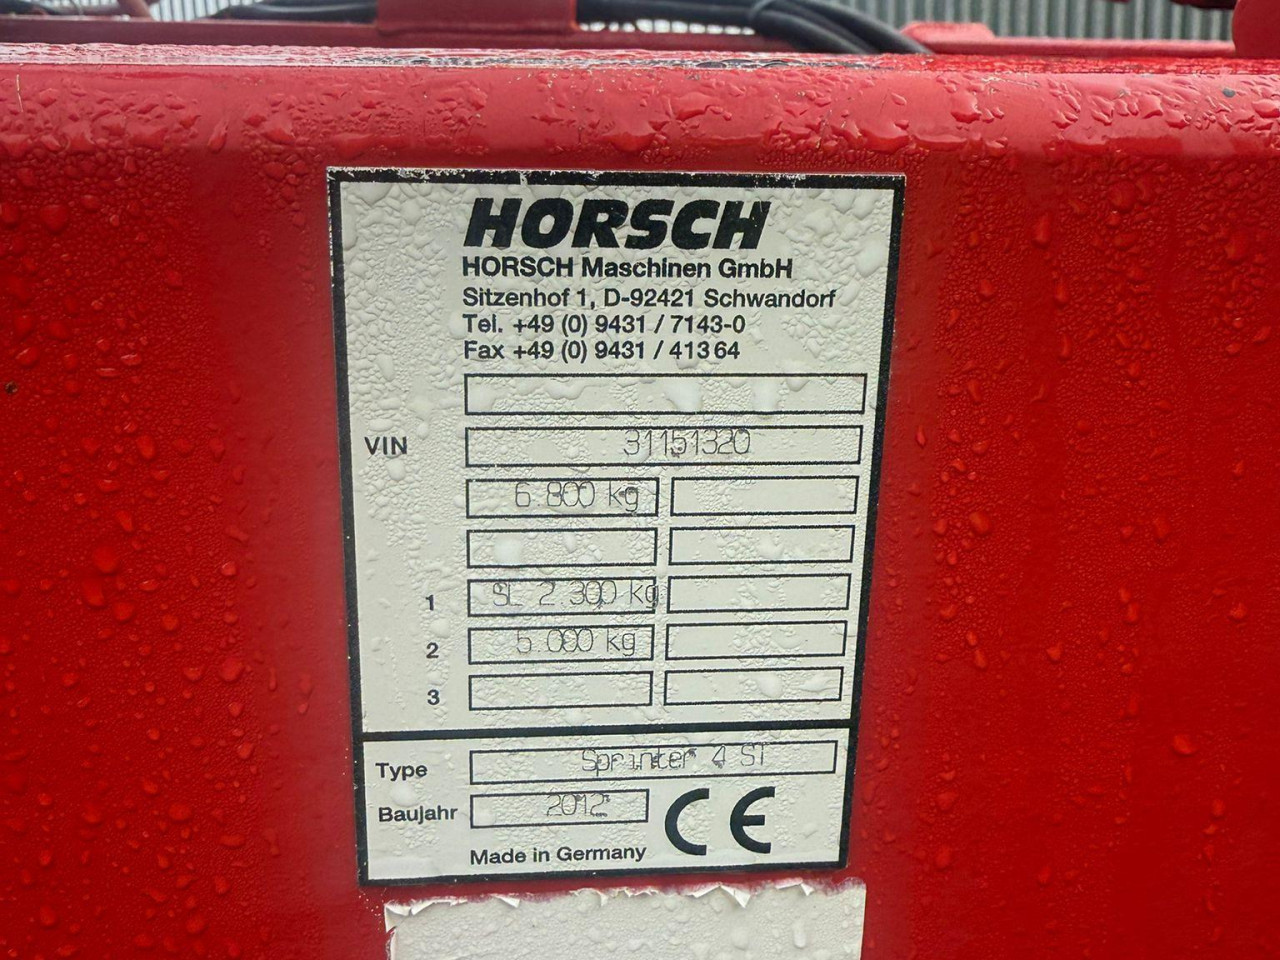 HORSCH
HORSCH Maschinen GmbH
Sitzenhof 1, D-92421 Schwandorf
Tel. +49 (0) 9431 / 7143-0
Fax +49 (0) 9431 / 41364
VIN 31151320
6.800 kg
1 SL 2.300 kg
2 5.000 kg
3
Type Sprinter 4 ST
Baujahr 2012 CE
Made in Germany